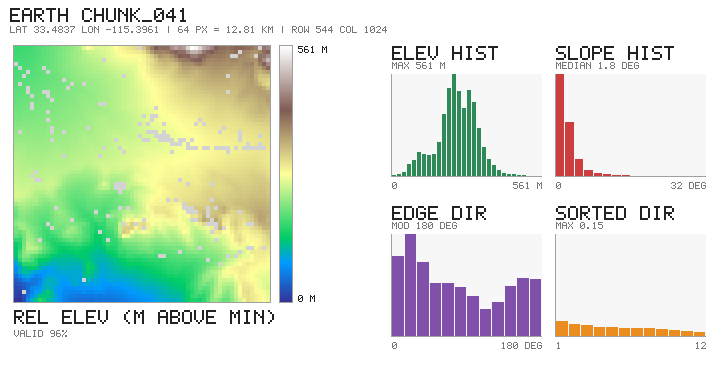 EARTH CHUNK_041
LAT 33.4837 LON -115.3961 | 64 PX = 12.81 KM | ROW 544 COL 1024
561 M
0 M
REL ELEV (M ABOVE MIN)
VALID 96%
ELEV HIST
MAX 561 M
0 561 M
SLOPE HIST
MEDIAN 1.8 DEG
0 32 DEG
EDGE DIR
MOD 180 DEG
0 180 DEG
SORTED DIR
MAX 0.15
1 12